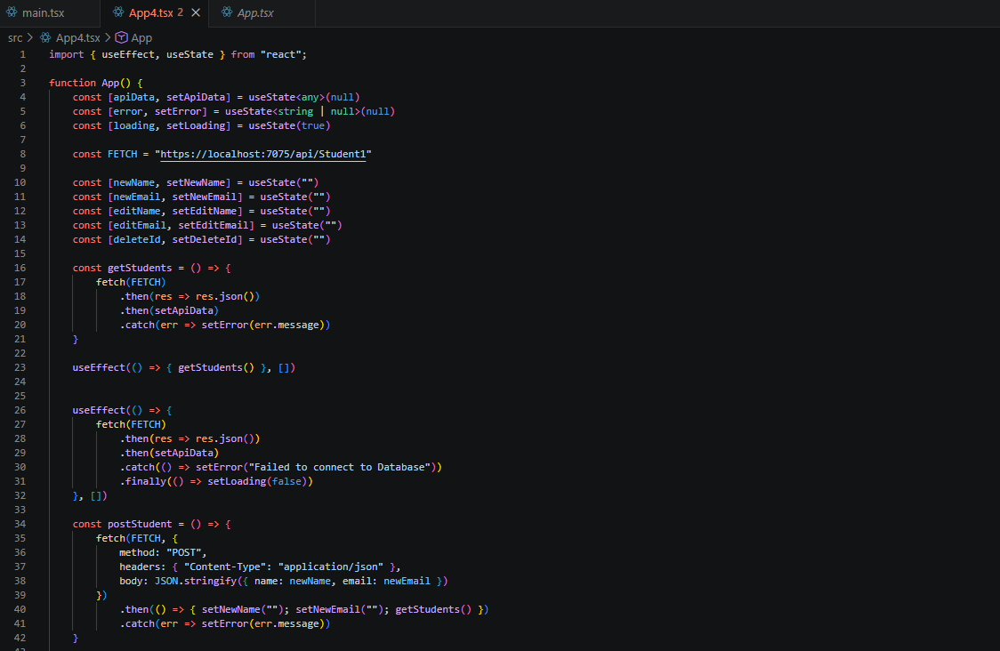 main.tsx App4.tsx 2 App.tsx
src > App4.tsx > App
1 import { useEffect, useState } from "react";
2
3 function App() {
4 const [apiData, setApiData] = useState<any>(null)
5 const [error, setError] = useState<string | null>(null)
6 const [loading, setLoading] = useState(true)
7
8 const FETCH = "https://localhost:7075/api/Student1"
9
10 const [newName, setNewName] = useState("")
11 const [newEmail, setNewEmail] = useState("")
12 const [editName, setEditName] = useState("")
13 const [editEmail, setEditEmail] = useState("")
14 const [deleteId, setDeleteId] = useState("")
15
16 const getStudents = () => {
17 fetch(FETCH)
18 .then(res => res.json())
19 .then(setApiData)
20 .catch(err => setError(err.message))
21 }
22
23 useEffect(() => { getStudents() }, [])
24
25
26 useEffect(() => {
27 fetch(FETCH)
28 .then(res => res.json())
29 .then(setApiData)
30 .catch(() => setError("Failed to connect to Database"))
31 .finally(() => setLoading(false))
32 }, [])
33
34 const postStudent = () => {
35 fetch(FETCH, {
36 method: "POST",
37 headers: { "Content-Type": "application/json" },
38 body: JSON.stringify({ name: newName, email: newEmail })
39 })
40 .then(() => { setNewName(""); setNewEmail(""); getStudents() })
41 .catch(err => setError(err.message))
42 }